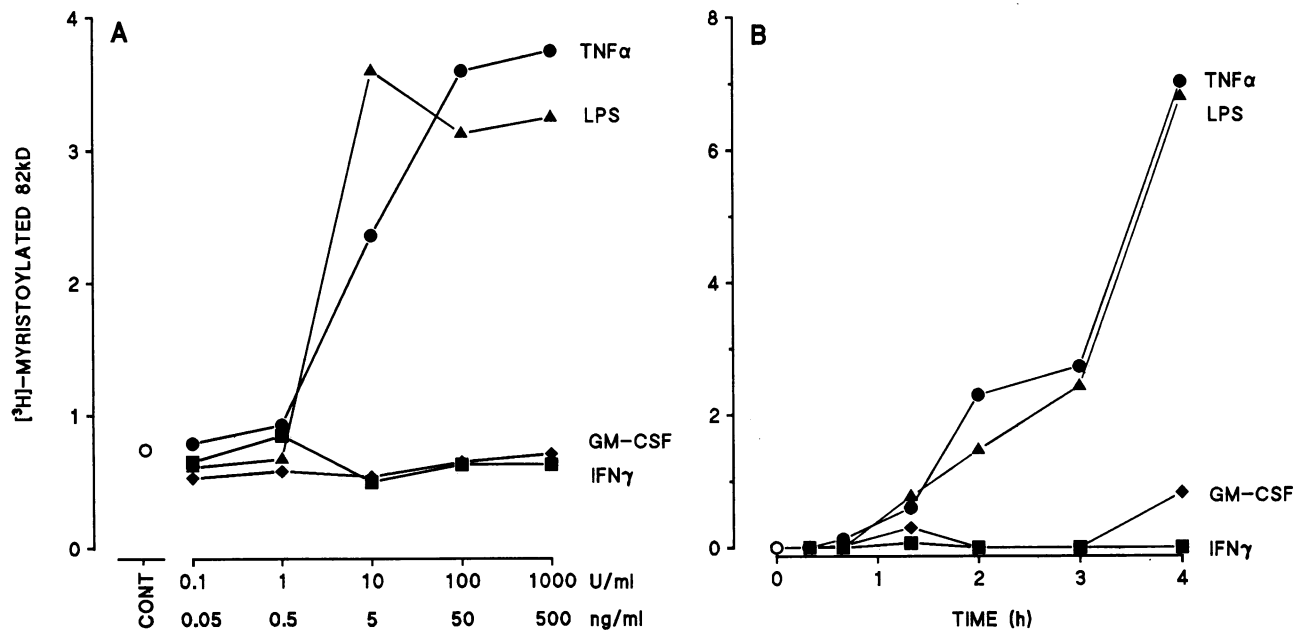 A
[³H]-MYRISTOYLATED 82kD
4
3
2
1
0
TNFα
LPS
GM-CSF
IFNγ
CONT
0.1 1 10 100 1000 U/ml
0.05 0.5 5 50 500 ng/ml
B
8
6
4
2
0
TNFα
LPS
GM-CSF
IFNγ
0 1 2 3 4
TIME (h)